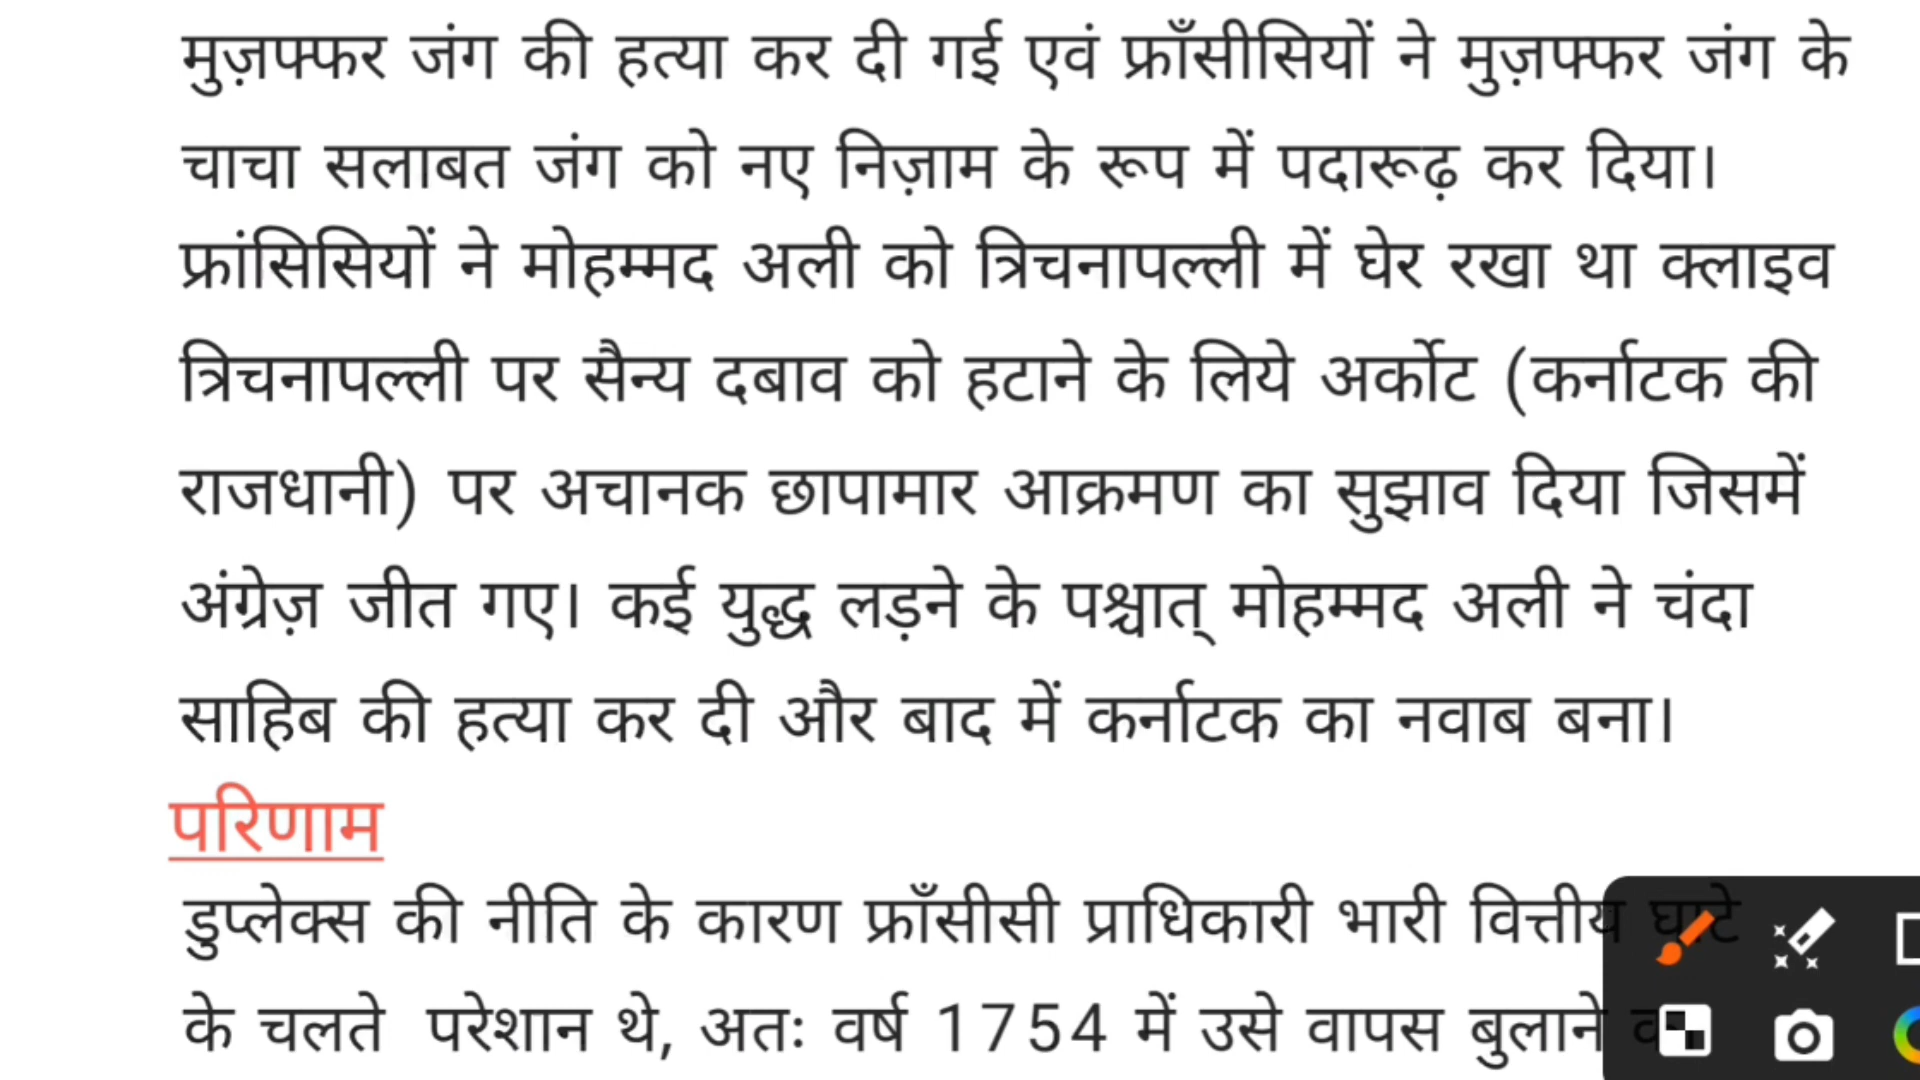 मुज़फ्फर जंग की हत्या कर दी गई एवं फ्राँसीसियों ने मुज़फ्फर जंग के
चाचा सलाबत जंग को नए निज़ाम के रूप में पदारूढ़ कर दिया।
फ्रांसिसियों ने मोहम्मद अली को त्रिचनापल्ली में घेर रखा था क्लाइव
त्रिचनापल्ली पर सैन्य दबाव को हटाने के लिये अर्कोट (कर्नाटक की
राजधानी) पर अचानक छापामार आक्रमण का सुझाव दिया जिसमें
अंग्रेज़ जीत गए। कई युद्ध लड़ने के पश्चात् मोहम्मद अली ने चंदा
साहिब की हत्या कर दी और बाद में कर्नाटक का नवाब बना।
परिणाम
डुप्लेक्स की नीति के कारण फ्राँसीसी प्राधिकारी भारी वित्तीय घाटे
के चलते परेशान थे, अतः वर्ष 1754 में उसे वापस बुलाने